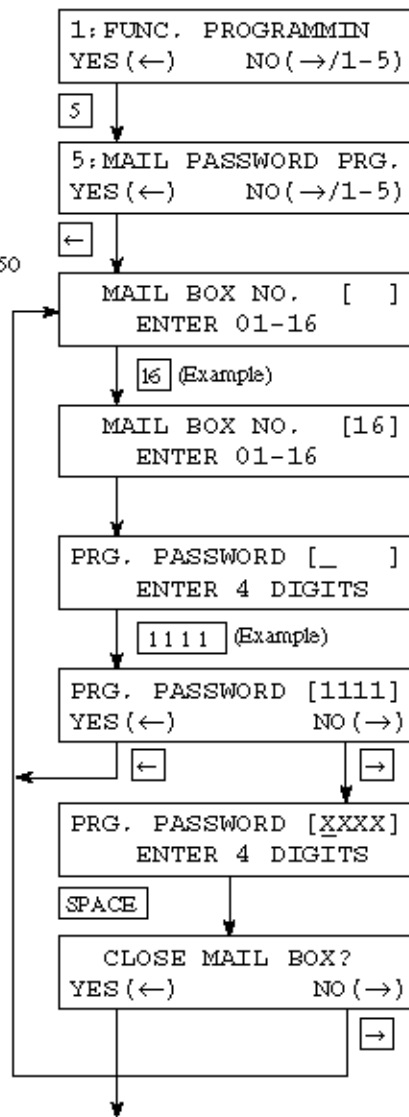 1:FUNC. PROGRAMMIN
YES(←) NO(→/1-5)
5
5:MAIL PASSWORD PRG.
YES(←) NO(→/1-5)
←
50
MAIL BOX NO. [ ]
ENTER 01-16
16 (Example)
MAIL BOX NO. [16]
ENTER 01-16
PRG. PASSWORD [_ ]
ENTER 4 DIGITS
1111 (Example)
PRG. PASSWORD [1111]
YES(←) NO(→)
← →
PRG. PASSWORD [XXXX]
ENTER 4 DIGITS
SPACE
CLOSE MAIL BOX?
YES(←) NO(→)
→